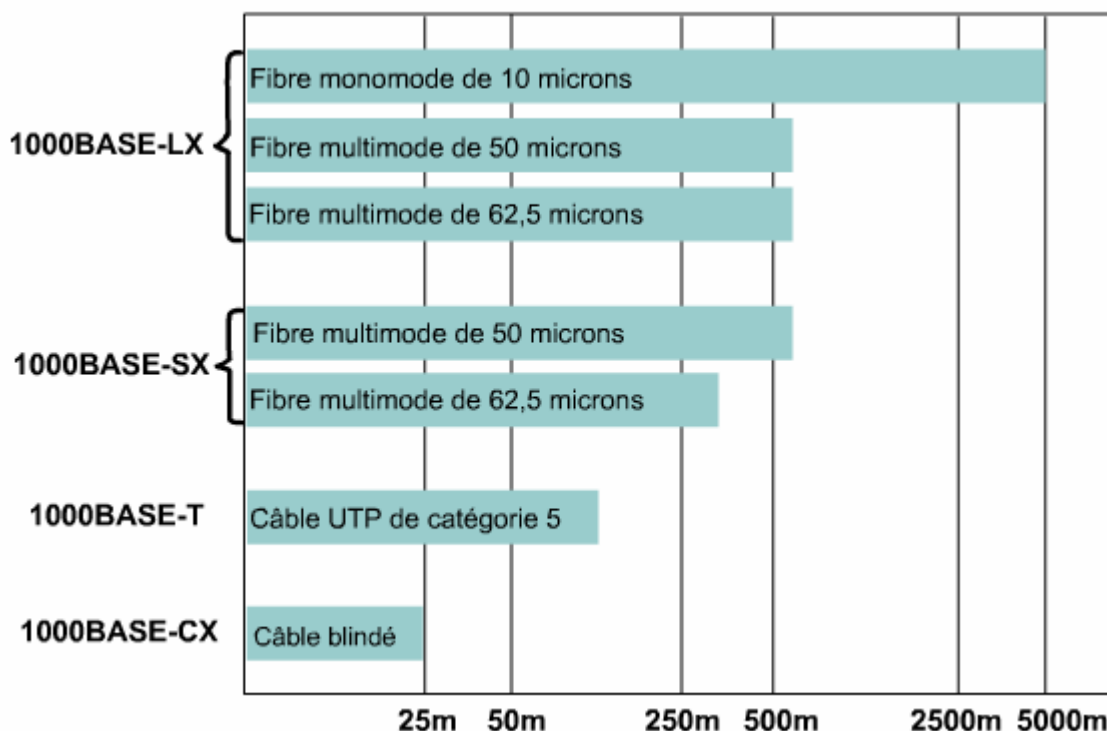 Fibre monomode de 10 microns
1000BASE-LX
Fibre multimode de 50 microns
Fibre multimode de 62,5 microns
Fibre multimode de 50 microns
1000BASE-SX
Fibre multimode de 62,5 microns
1000BASE-T
Câble UTP de catégorie 5
1000BASE-CX
Câble blindé
25m 50m 250m 500m 2500m 5000m